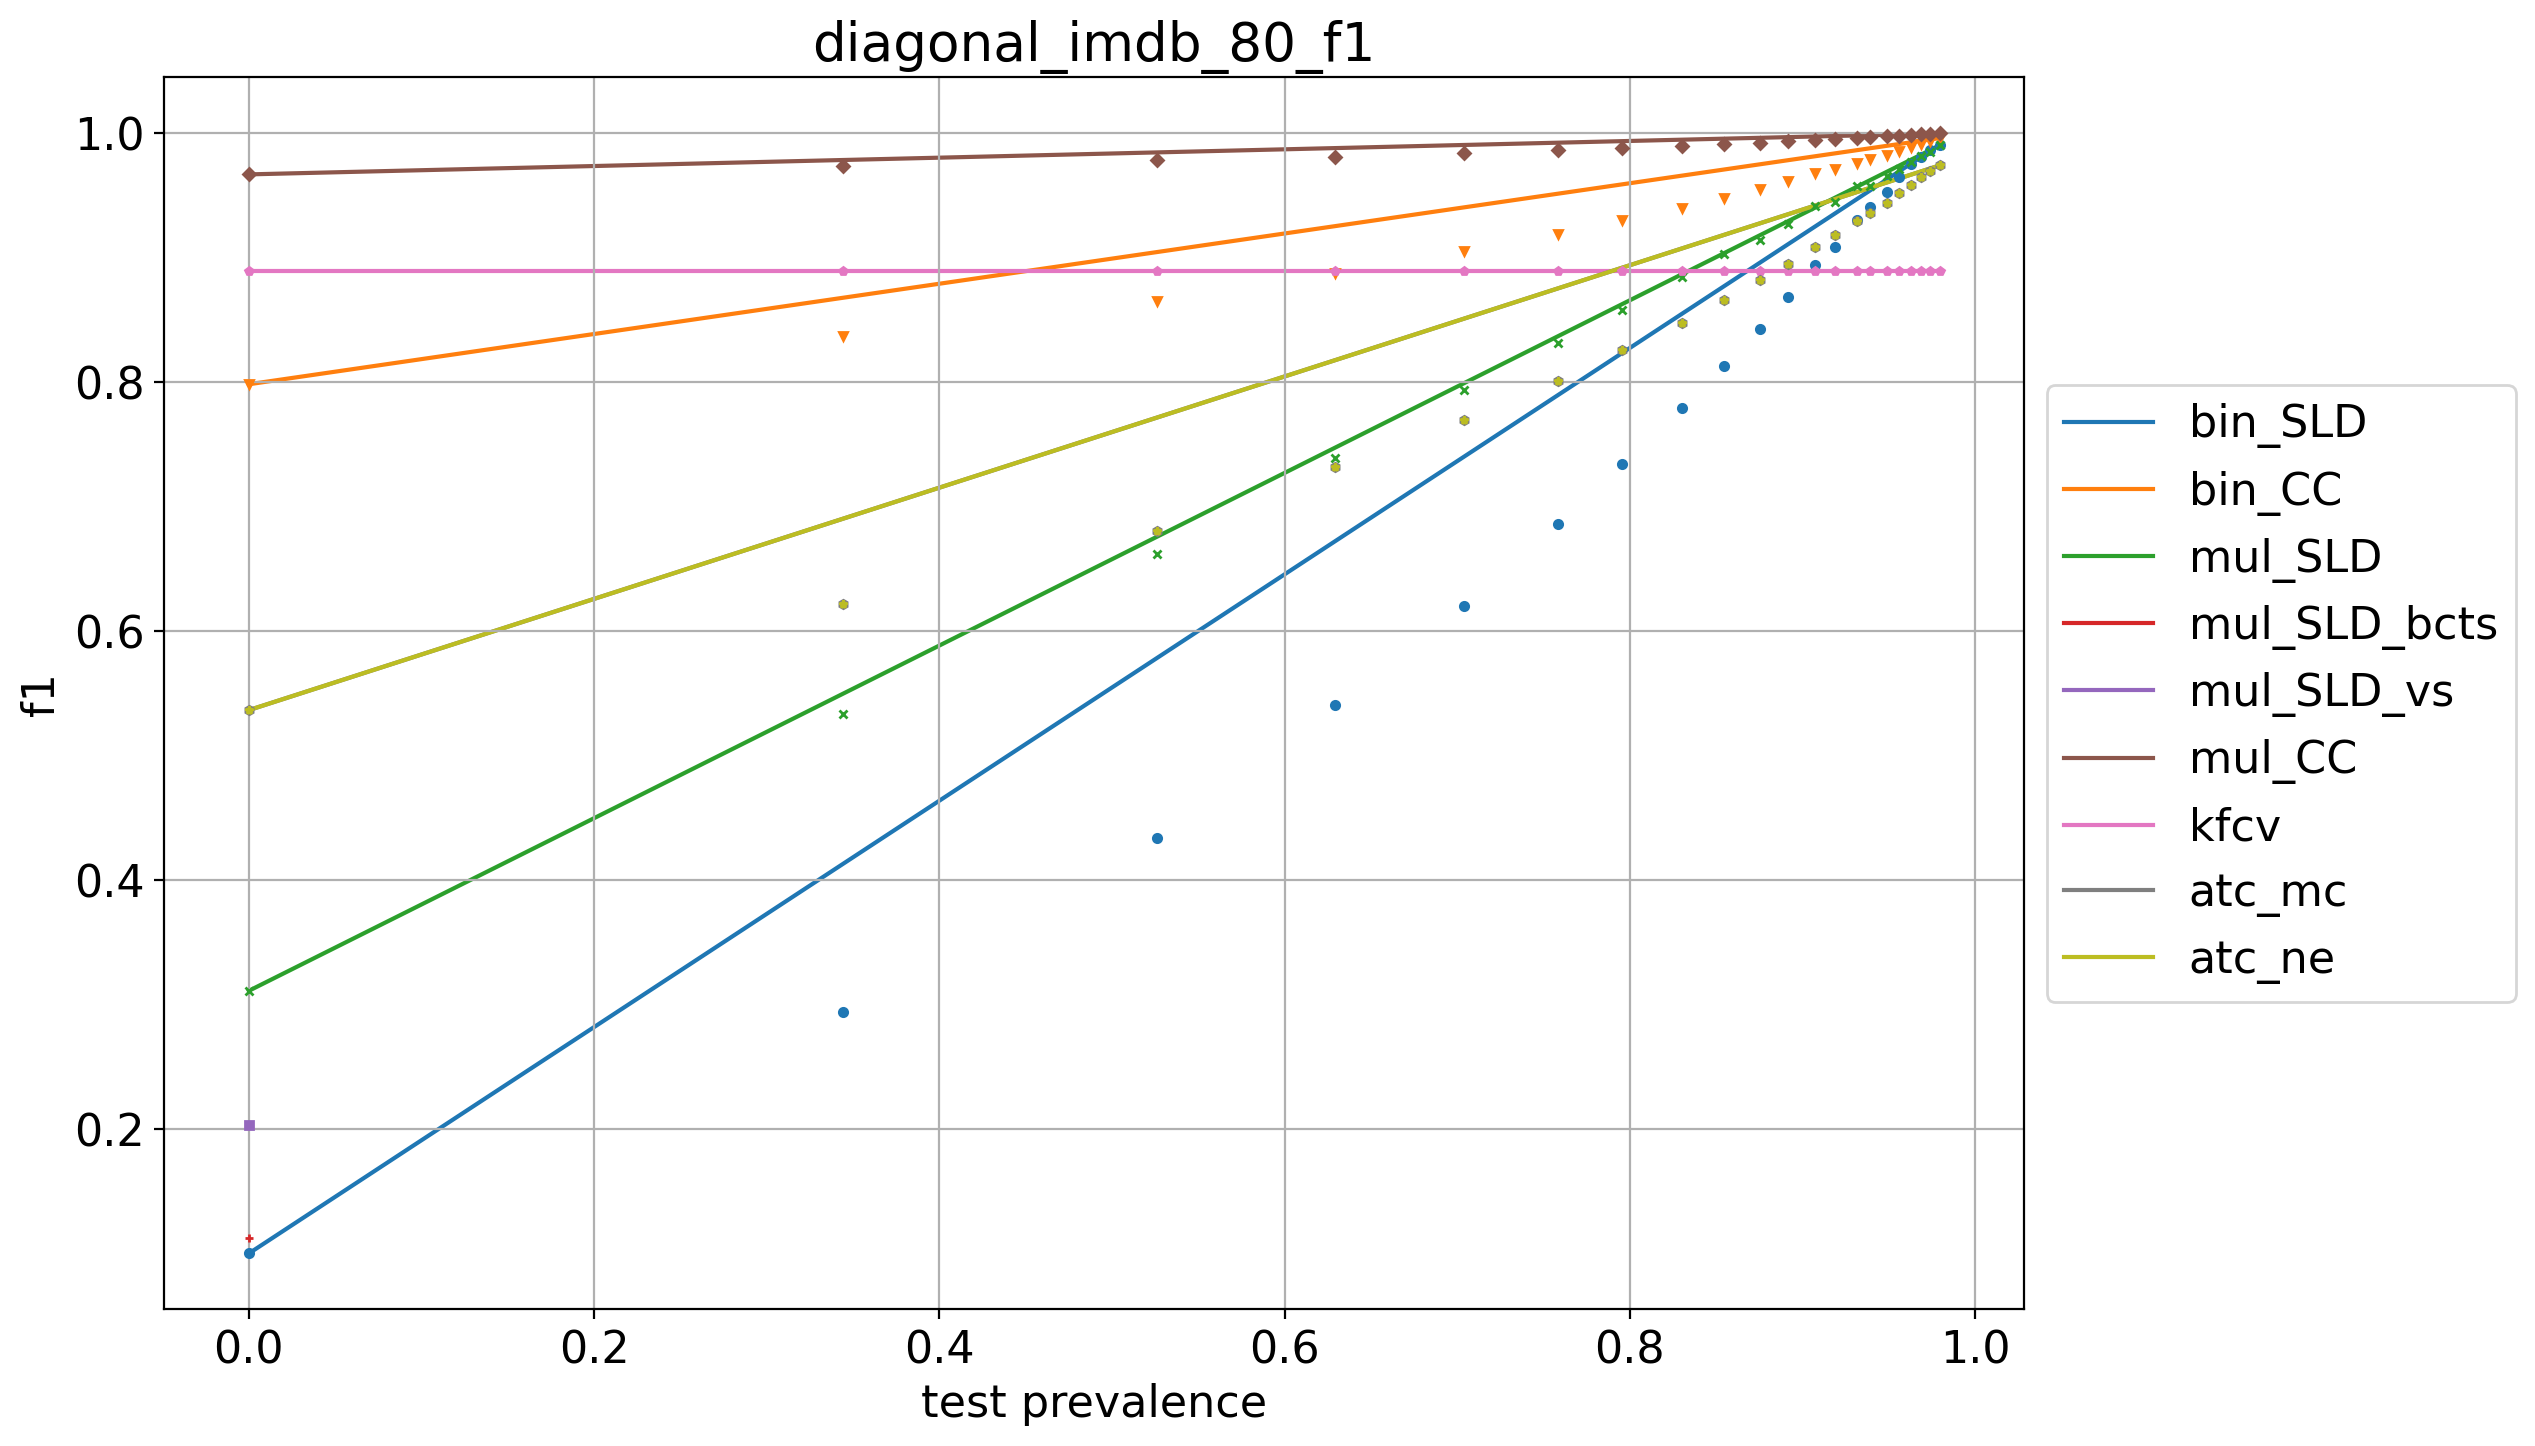 diagonal_imdb_80_f1
1.0
0.8
0.6
0.4
0.2
f1
0.0 0.2 0.4 0.6 0.8 1.0
test prevalence
bin_SLD
bin_CC
mul_SLD
mul_SLD_bcts
mul_SLD_vs
mul_CC
kfcv
atc_mc
atc_ne